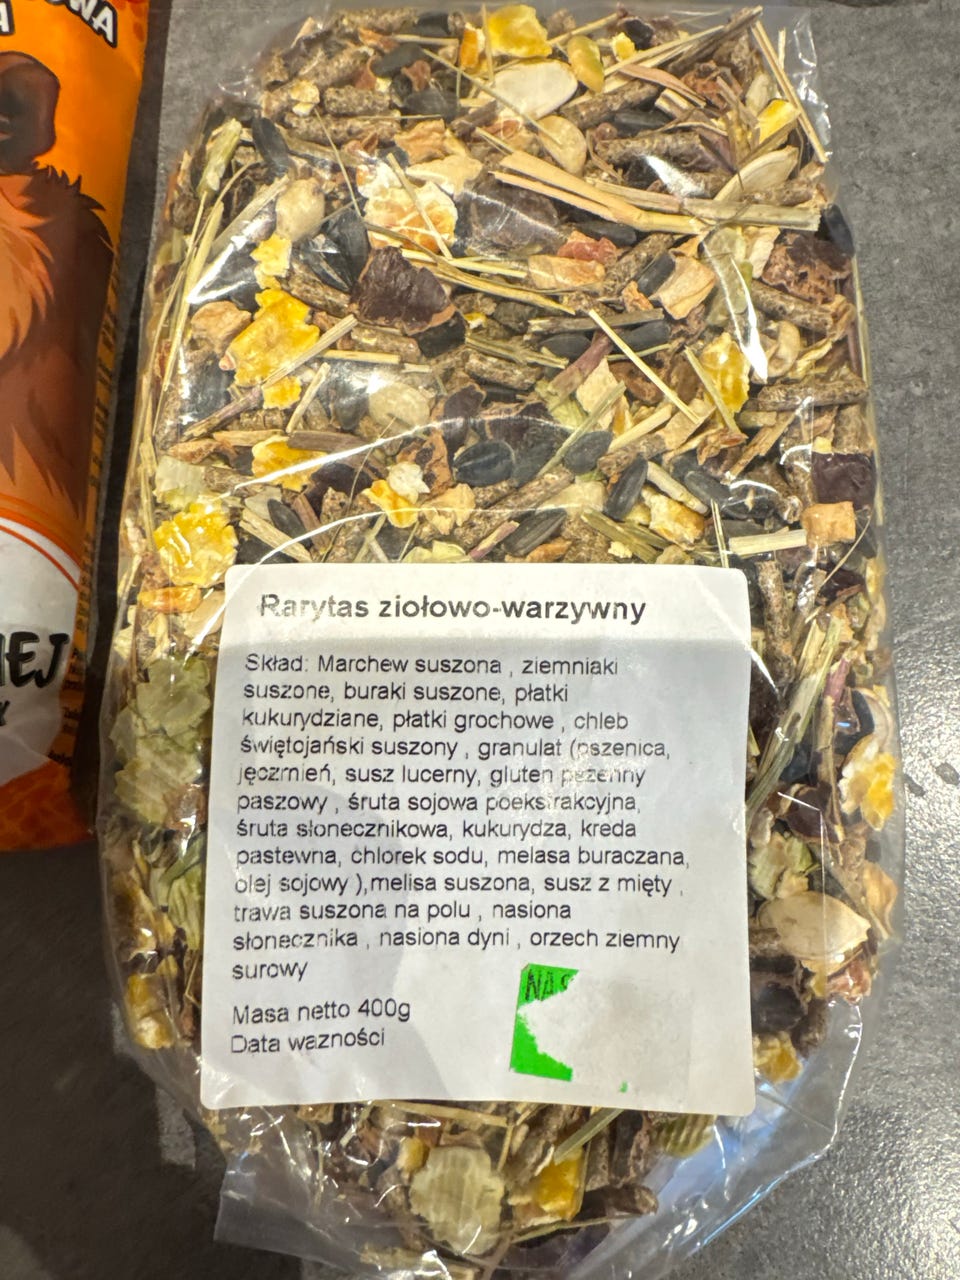 Rarytas ziołowo-warzywny
Skład: Marchew suszona , ziemniaki
suszone, buraki suszone, płatki
kukurydziane, płatki grochowe , chleb
świętojański suszony , granulat (pszenica,
jęczmień, susz lucerny, gluten pszenny
paszowy , śruta sojowa poekstrakcyjna,
śruta słonecznikowa, kukurydza, kreda
pastewna, chlorek sodu, melasa buraczana,
olej sojowy ),melisa suszona, susz z mięty ,
trawa suszona na polu , nasiona
słonecznika , nasiona dyni , orzech ziemny
surowy
Masa netto 400g
Data wazności